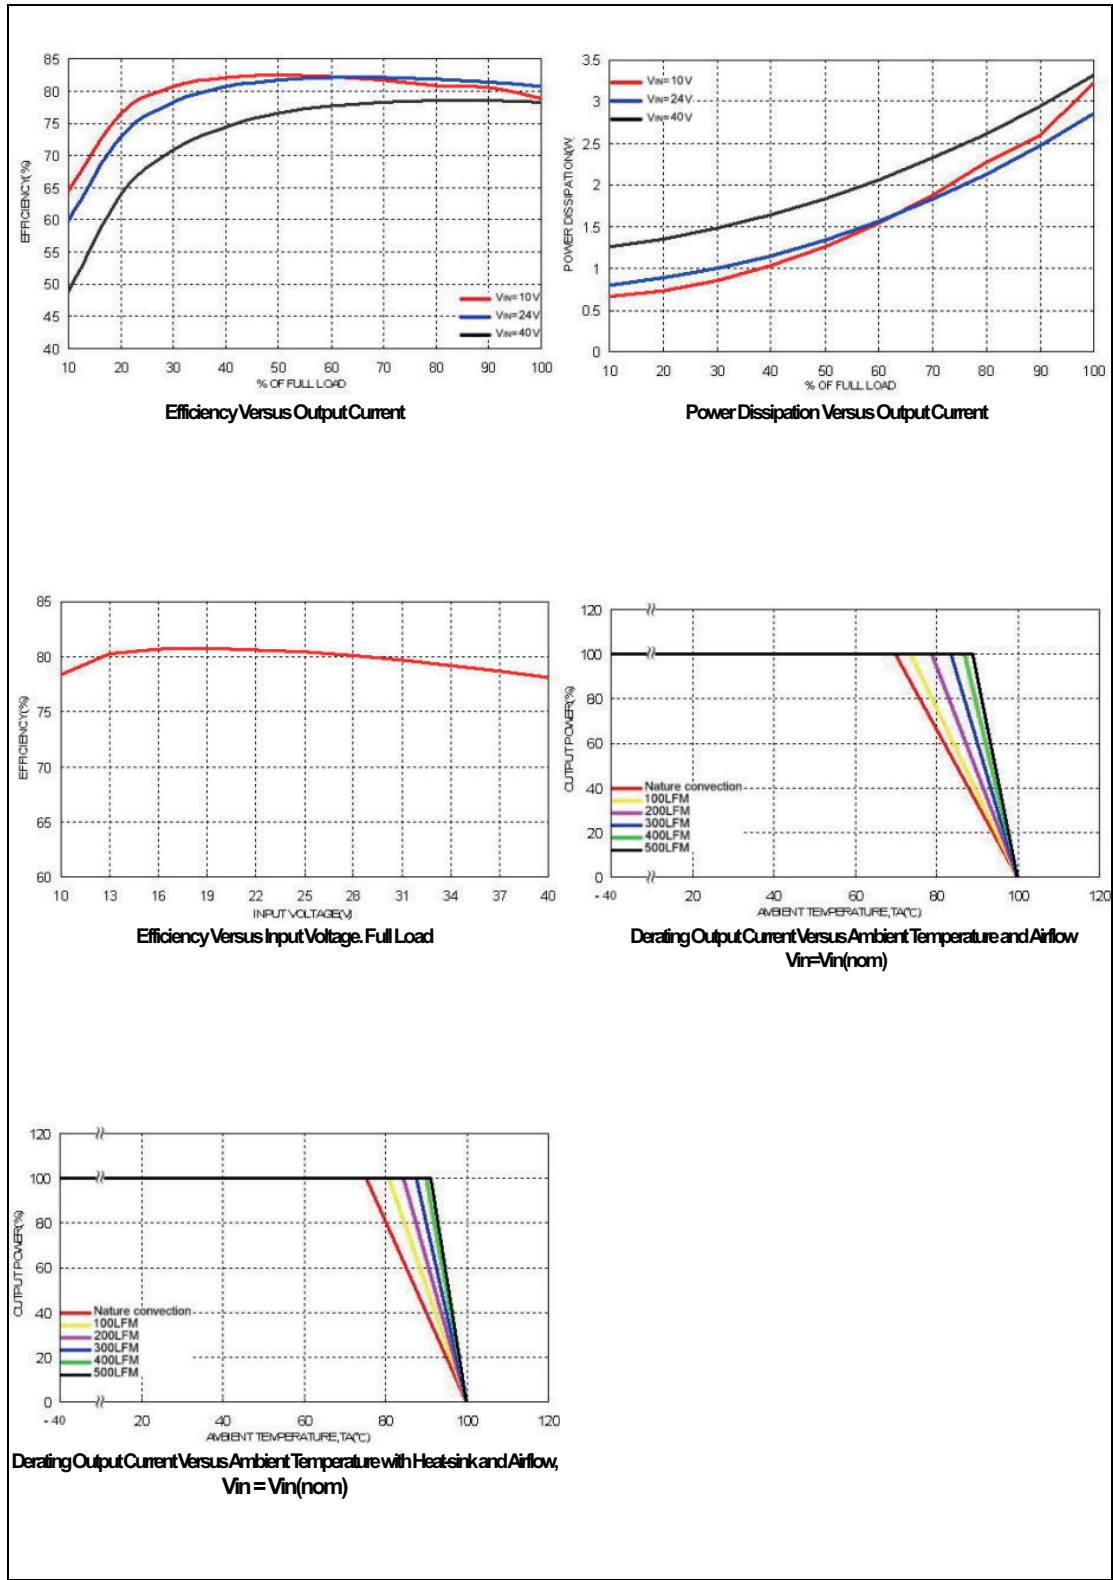 85
80
75
70
65
60
55
50
45
40
EFFICIENCY(%)
VIN=10V
VIN=24V
VIN=40V
10 20 30 40 50 60 70 80 90 100
% OF FULL LOAD
Efficiency Versus Output Current
3.5
3
2.5
2
1.5
1
0.5
0
POWER DISSIPATION(W)
VIN=10V
VIN=24V
VIN=40V
10 20 30 40 50 60 70 80 90 100
% OF FULL LOAD
Power Dissipation Versus Output Current
85
80
75
70
65
60
EFFICIENCY(%)
10 13 16 19 22 25 28 31 34 37 40
INPUT VOLTAGE(V)
Efficiency Versus Input Voltage. Full Load
120
100
80
60
40
20
0
OUTPUT POWER(%)
Nature convection
100LFM
200LFM
300LFM
400LFM
500LFM
-40 20 40 60 80 100 120
AMBIENT TEMPERATURE,TA(°C)
Derating Output Current Versus Ambient Temperature and Airflow
Vin=Vin(nom)
120
100
80
60
40
20
0
OUTPUT POWER(%)
Nature convection
100LFM
200LFM
300LFM
400LFM
500LFM
-40 20 40 60 80 100 120
AMBIENT TEMPERATURE,TA(°C)
Derating Output Current Versus Ambient Temperature with Heat-sink and Airflow,
Vin = Vin(nom)